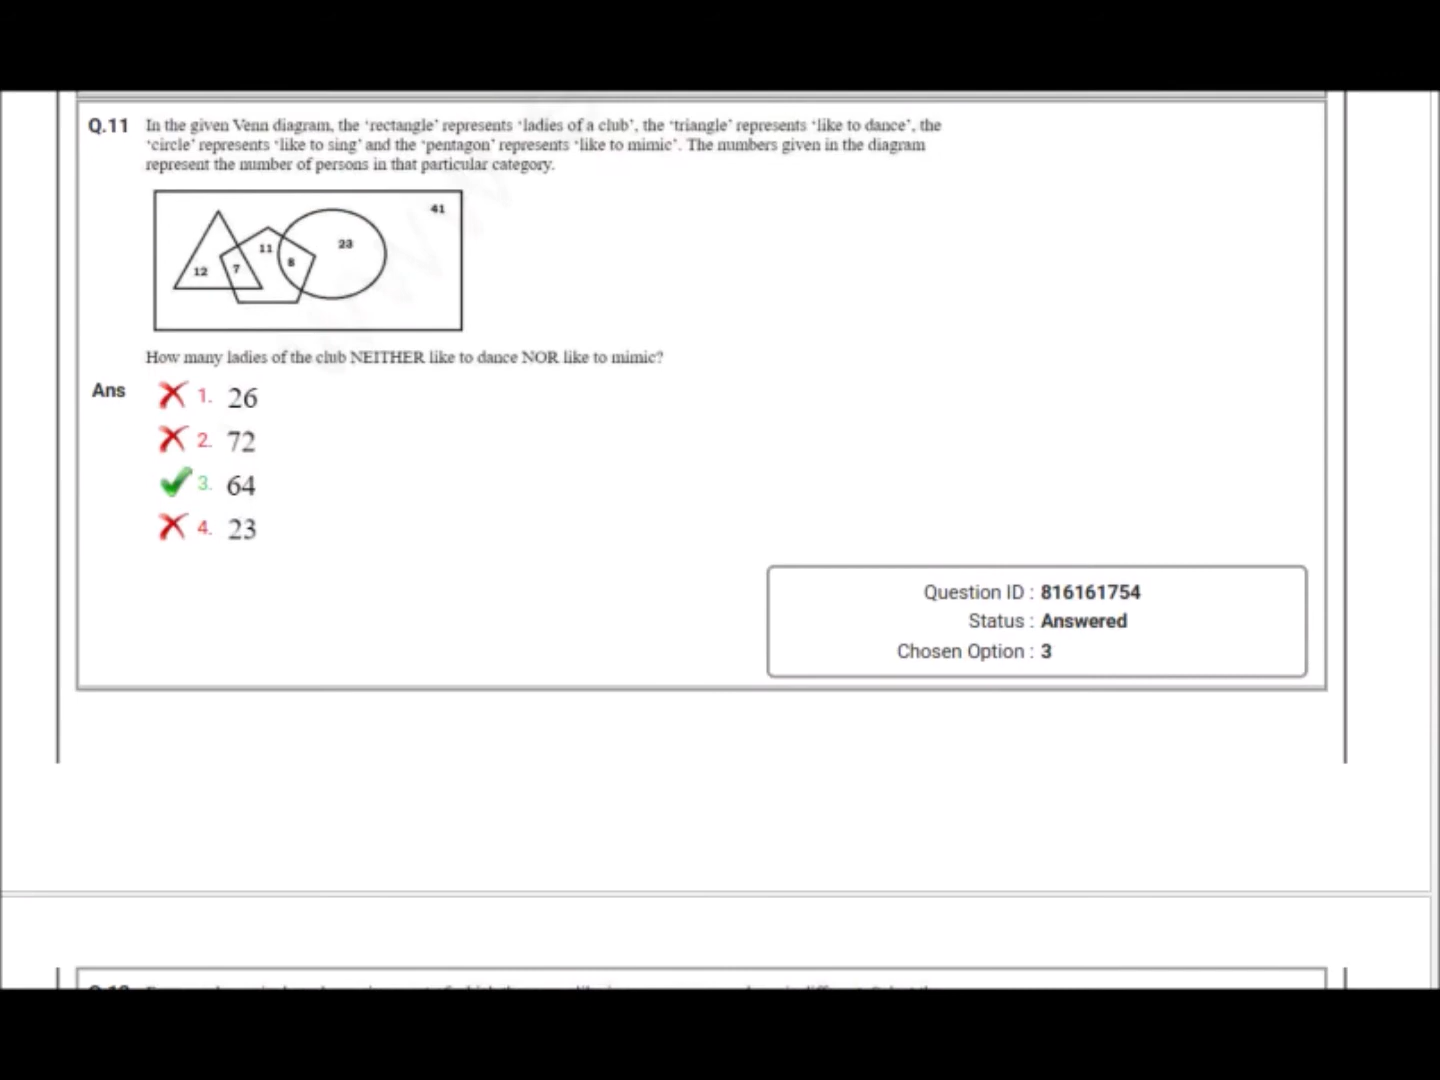 Q.11 In the given Venn diagram, the ‘rectangle’ represents ‘ladies of a club’, the ‘triangle’ represents ‘like to dance’, the
‘circle’ represents ‘like to sing’ and the ‘pentagon’ represents ‘like to mimic’. The numbers given in the diagram
represent the number of persons in that particular category.
41
11
23
12
7
8
How many ladies of the club NEITHER like to dance NOR like to mimic?
Ans
1. 26
2. 72
3. 64
4. 23
Question ID : 816161754
Status : Answered
Chosen Option : 3